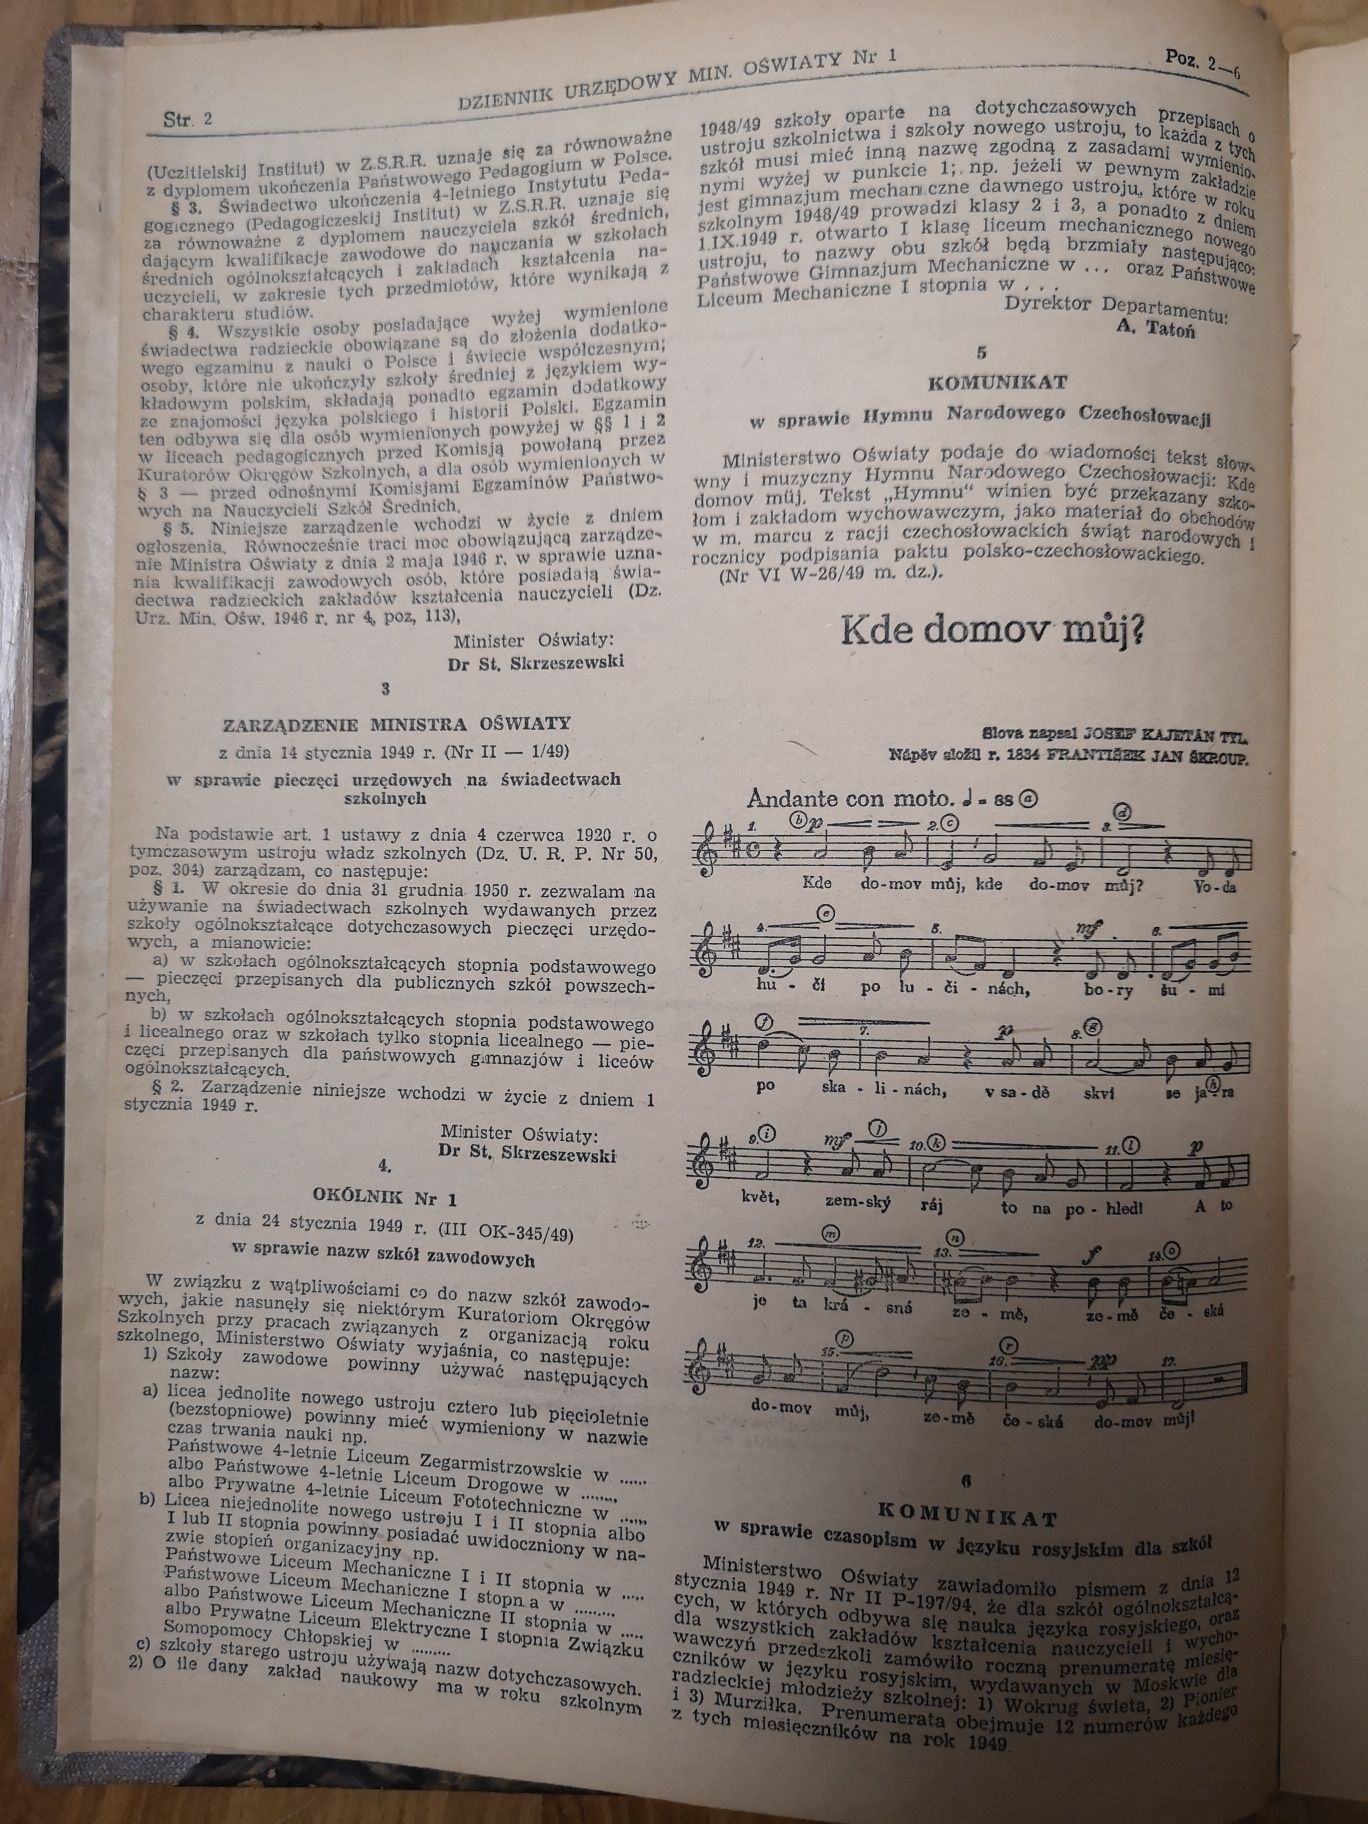 Str. 2
DZIENNIK URZĘDOWY MIN. OŚWIATY Nr 1
Poz. 2—6
(Uczitielskij Institut) w Z.S.R.R. uznaje się za równoważne
z dyplomem ukończenia Państwowego Pedagogium w Polsce.
§ 3. Świadectwo ukończenia 4-letniego Instytutu Peda-
gogicznego (Pedagogiczeskij Institut) w Z.S.R.R. uznaje się
za równoważne z dyplomem nauczyciela szkół średnich,
dającym kwalifikacje zawodowe do nauczania w szkołach
średnich ogólnokształcących i zakładach kształcenia na-
uczycieli, w zakresie tych przedmiotów, które wynikają z
charakteru studiów.
§ 4. Wszystkie osoby posiadające wyżej wymienione
świadectwa radzieckie obowiązane są do złożenia dodatko-
wego egzaminu z nauki o Polsce i świecie współczesnym;
osoby, które nie ukończyły szkoły średniej z językiem wy-
kładowym polskim, składają ponadto egzamin dodatkowy
ze znajomości języka polskiego i historii Polski. Egzamin
ten odbywa się dla osób wymienionych powyżej w §§ 1 i 2
w liceach pedagogicznych przed Komisją powołaną przez
Kuratorów Okręgów Szkolnych, a dla osób wymienionych w
§ 3 — przed odnośnymi Komisjami Egzaminów Państwo-
wych na Nauczycieli Szkół Średnich.
§ 5. Niniejsze zarządzenie wchodzi w życie z dniem
ogłoszenia. Równocześnie traci moc obowiązującą zarządze-
nie Ministra Oświaty z dnia 2 maja 1946 r. w sprawie uzna-
nia kwalifikacji zawodowych osób, które posiadają świa-
dectwa radzieckich zakładów kształcenia nauczycieli (Dz.
Urz. Min. Ośw. 1946 r. nr 4, poz, 113),
Minister Oświaty:
Dr St. Skrzeszewski
3
ZARZĄDZENIE MINISTRA OŚWIATY
z dnia 14 stycznia 1949 r. (Nr II — 1/49)
w sprawie pieczęci urzędowych na świadectwach
szkolnych
Na podstawie art. 1 ustawy z dnia 4 czerwca 1920 r. o
tymczasowym ustroju władz szkolnych (Dz. U. R. P. Nr 50,
poz. 304) zarządzam, co następuje:
§ 1. W okresie do dnia 31 grudnia 1950 r. zezwalam na
używanie na świadectwach szkolnych wydawanych przez
szkoły ogólnokształcące dotychczasowych pieczęci urzędo-
wych, a mianowicie:
a) w szkołach ogólnokształcących stopnia podstawowego
— pieczęci przepisanych dla publicznych szkół powszech-
nych,
b) w szkołach ogólnokształcących stopnia podstawowego
i licealnego oraz w szkołach tylko stopnia licealnego — pie-
częci przepisanych dla państwowych gimnazjów i liceów
ogólnokształcących.
§ 2. Zarządzenie niniejsze wchodzi w życie z dniem 1
stycznia 1949 r.
Minister Oświaty:
Dr St. Skrzeszewski
4.
OKÓLNIK Nr 1
z dnia 24 stycznia 1949 r. (III OK-345/49)
w sprawie nazw szkół zawodowych
W związku z wątpliwościami co do nazw szkół zawodo-
wych, jakie nasunęły się niektórym Kuratoriom Okręgów
Szkolnych przy pracach związanych z organizacją roku
szkolnego, Ministerstwo Oświaty wyjaśnia, co następuje:
1) Szkoły zawodowe powinny używać następujących
nazw:
a) licea jednolite nowego ustroju cztero lub pięcioletnie
(bezstopniowe) powinny mieć wymieniony w nazwie
czas trwania nauki np.
Państwowe 4-letnie Liceum Zegarmistrzowskie w ......
albo Państwowe 4-letnie Liceum Drogowe w ........
albo Prywatne 4-letnie Liceum Fototechniczne w ......
b) Licea niejednolite nowego ustroju I i II stopnia albo
I lub II stopnia powinny posiadać uwidoczniony w na-
zwie stopień organizacyjny np.
Państwowe Liceum Mechaniczne I i II stopnia w .....
Państwowe Liceum Mechaniczne I stopn.a w .........
albo Państwowe Liceum Mechaniczne II stopnia w .....
albo Prywatne Liceum Elektryczne I stopnia Związku
Somopomocy Chłopskiej w .........
c) szkoły starego ustroju używają nazw dotychczasowych.
2) O ile dany zakład naukowy ma w roku szkolnym
1948/49 szkoły oparte na dotychczasowych przepisach o
ustroju szkolnictwa i szkoły nowego ustroju, to każda z tych
szkół musi mieć inną nazwę zgodną z zasadami wymienio-
nymi wyżej w punkcie 1; np. jeżeli w pewnym zakładzie
jest gimnazjum mechaniczne dawnego ustroju, które w roku
szkolnym 1948/49 prowadzi klasy 2 i 3, a ponadto z dniem
1.IX.1949 r. otwarto I klasę liceum mechanicznego nowego
ustroju, to nazwy obu szkół będą brzmiały następująco:
Państwowe Gimnazjum Mechaniczne w ... oraz Państwowe
Liceum Mechaniczne I stopnia w . . .
Dyrektor Departamentu:
A. Tatoń
5
KOMUNIKAT
w sprawie Hymnu Narodowego Czechosłowacji
Ministerstwo Oświaty podaje do wiadomości tekst słow-
wny i muzyczny Hymnu Narodowego Czechosłowacji: Kde
domov můj. Tekst „Hymnu" winien być przekazany szko-
łom i zakładom wychowawczym, jako materiał do obchodów
w m. marcu z racji czechosłowackich świąt narodowych i
rocznicy podpisania paktu polsko-czechosłowackiego.
(Nr VI W-26/49 m. dz.).
Kde domov můj?
Slova napsal JOSEF KAJETÁN TYL.
Nápěv složil r. 1834 FRANTIŠEK JAN ŠKROUP.
Andante con moto. ♩ = 88 (a)
1. (b) p 2. (c) 3. (d)
Kde do-mov můj, kde do-mov můj? Vo-da
4. (e) 5. mf 6.
hu - čí po lu - či - nách, bo-ry šu - mí
(f) 7. p 8. (g)
po ska - li - nách, v sa - dě skví se ja - ra
(h)
9. (i) mf (j) 10. (k) 11. (l) p
květ, zem-ský ráj to na po - hled! A to
12. (m) 13. (n) f 14. (o)
je ta krá - sná ze - mě, ze-mě če - ská
15. (p) 16. (r) pp 17.
do-mov můj, ze-mě če - ská do-mov můj!
6
KOMUNIKAT
w sprawie czasopism w języku rosyjskim dla szkół
Ministerstwo Oświaty zawiadomiło pismem z dnia 12
stycznia 1949 r. Nr II P-197/94, że dla szkół ogólnokształcą-
cych, w których odbywa się nauka języka rosyjskiego, oraz
dla wszystkich zakładów kształcenia nauczycieli i wycho-
wawczyń przedszkoli zamówiło roczną prenumeratę miesię-
czników w języku rosyjskim, wydawanych w Moskwie dla
radzieckiej młodzieży szkolnej: 1) Wokrug świeta, 2) Pionier
i 3) Murziłka. Prenumerata obejmuje 12 numerów każdego
z tych miesięczników na rok 1949